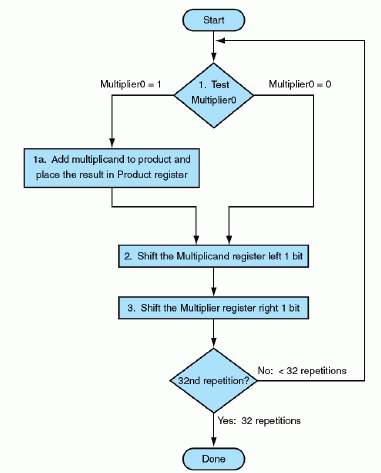 Start
Multiplier0 = 1
1. Test
Multiplier0
Multiplier0 = 0
1a. Add multiplicand to product and
place the result in Product register
2. Shift the Multiplicand register left 1 bit
3. Shift the Multiplier register right 1 bit
32nd repetition?
No: < 32 repetitions
Yes: 32 repetitions
Done